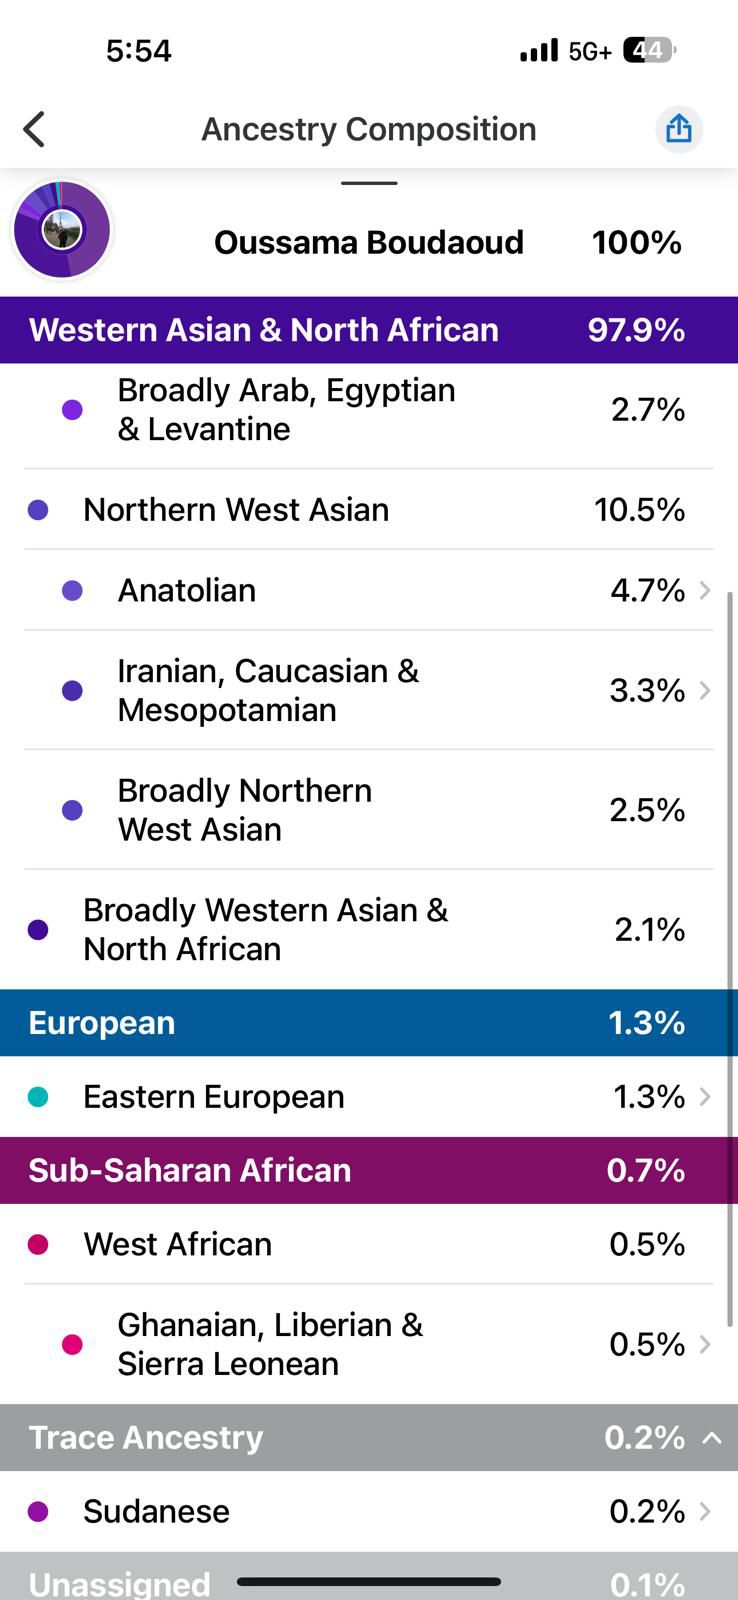 5:54
5G+ 44
Ancestry Composition
Oussama Boudaoud 100%
Western Asian & North African 97.9%
Broadly Arab, Egyptian
& Levantine 2.7%
Northern West Asian 10.5%
Anatolian 4.7%
Iranian, Caucasian &
Mesopotamian 3.3%
Broadly Northern
West Asian 2.5%
Broadly Western Asian &
North African 2.1%
European 1.3%
Eastern European 1.3%
Sub-Saharan African 0.7%
West African 0.5%
Ghanaian, Liberian &
Sierra Leonean 0.5%
Trace Ancestry 0.2%
Sudanese 0.2%
Unassigned 0.1%